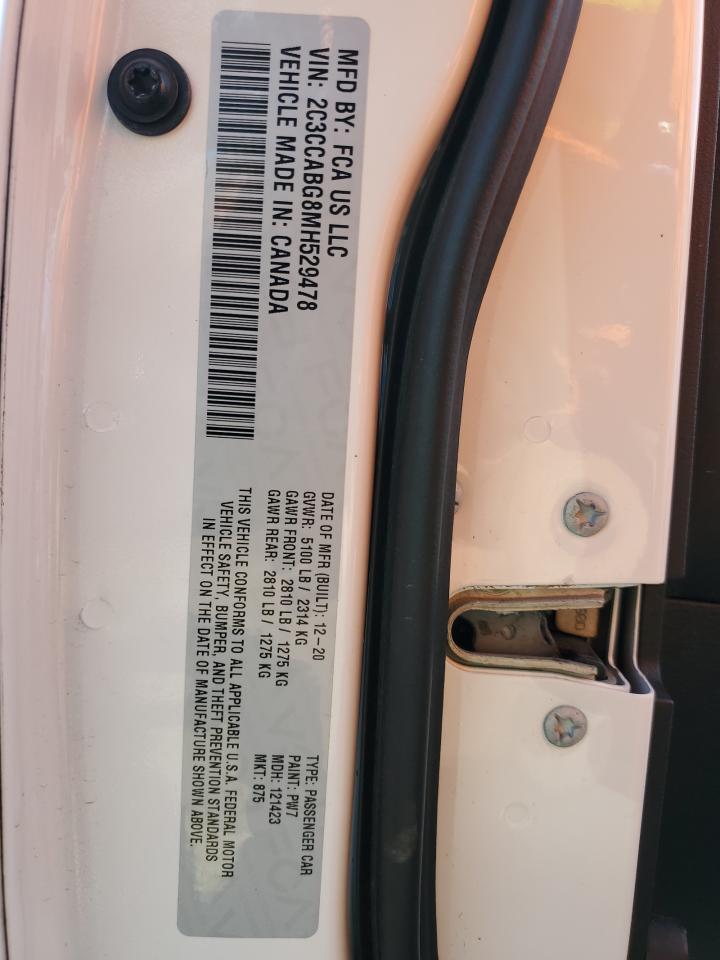 MFD BY: FCA US LLC
VIN: 2C3CCABG8MH529478
VEHICLE MADE IN: CANADA
DATE OF MFR (BUILT): 12-20
GVWR: 5100 LB / 2314 KG
GAWR FRONT: 2810 LB / 1275 KG
GAWR REAR: 2810 LB / 1275 KG
THIS VEHICLE CONFORMS TO ALL APPLICABLE U.S.A. FEDERAL MOTOR
VEHICLE SAFETY, BUMPER, AND THEFT PREVENTION STANDARDS
IN EFFECT ON THE DATE OF MANUFACTURE SHOWN ABOVE.
TYPE: PASSENGER CAR
PAINT: PW7
MDH: 121423
MKT: 875